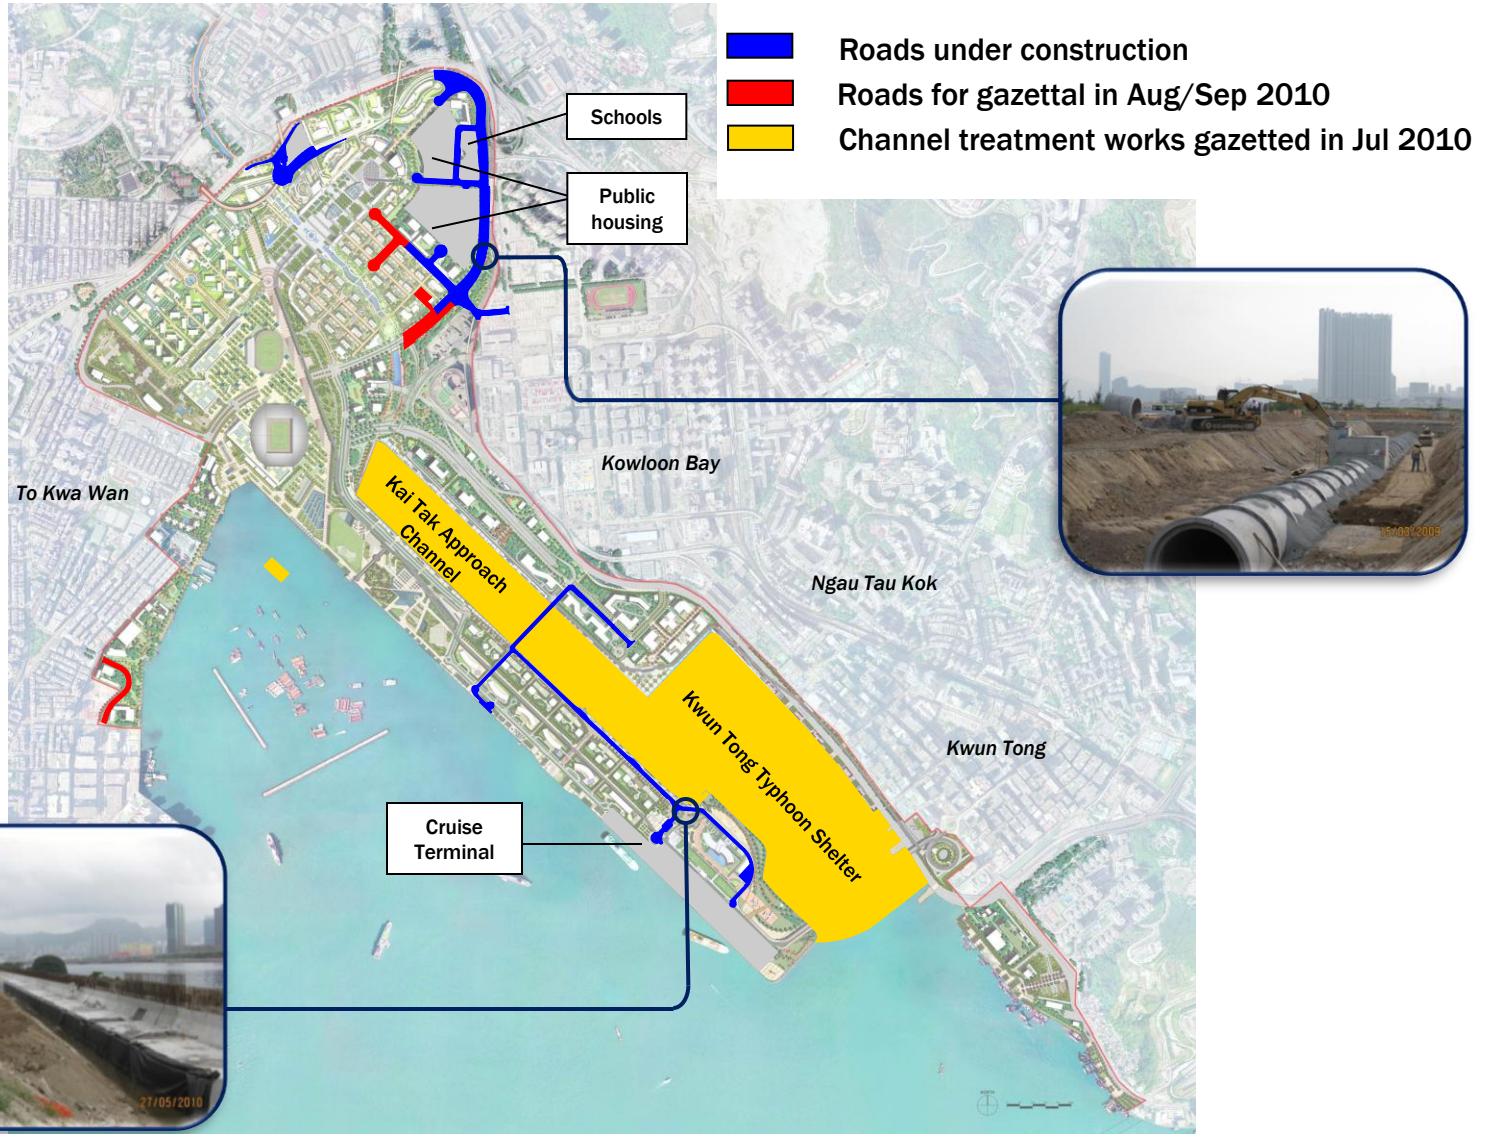 Roads under construction
Roads for gazettal in Aug/Sep 2010
Channel treatment works gazetted in Jul 2010
Schools
Public
housing
Kowloon Bay
To Kwa Wan
Kai Tak Approach
Channel
Ngau Tau Kok
Kwun Tong Typhoon Shelter
Kwun Tong
Cruise
Terminal
15/03/2009
27/05/2010